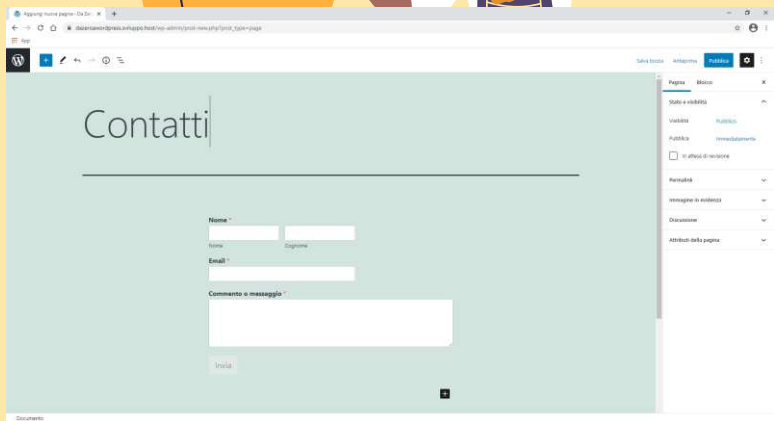 Aggiungi nuova pagina ‹ Da Ze
dazeroawordpress.sviluppo.host/wp-admin/post-new.php?post_type=page
App
Salva bozza Anteprima Pubblica
Contatti
Nome *
Nome Cognome
Email *
Commento o messaggio *
Invia
Pagina Blocco
Stato e visibilità
Visibilità Pubblico
Pubblica Immediatamente
In attesa di revisione
Permalink
Immagine in evidenza
Discussione
Attributi della pagina
Documento